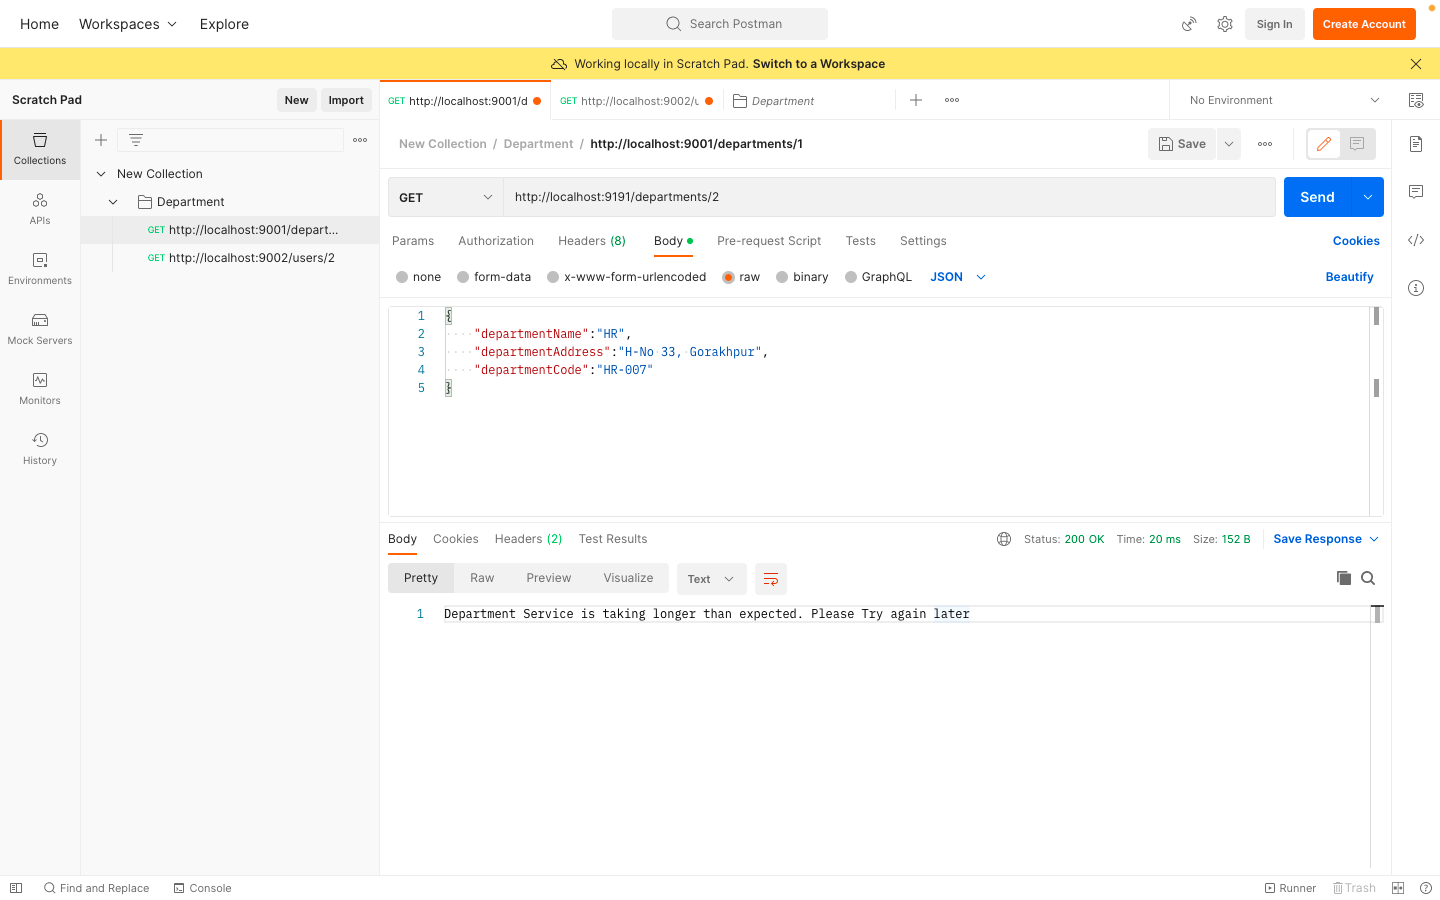 Home Workspaces Explore Search Postman Sign In Create Account
Working locally in Scratch Pad. Switch to a Workspace
Scratch Pad New Import
GET http://localhost:9001/d GET http://localhost:9002/u Department No Environment
Collections
APIs
Environments
Mock Servers
Monitors
History
New Collection
Department
GET http://localhost:9001/depart...
GET http://localhost:9002/users/2
New Collection / Department / http://localhost:9001/departments/1 Save
GET http://localhost:9191/departments/2 Send
Params Authorization Headers (8) Body Pre-request Script Tests Settings Cookies
none form-data x-www-form-urlencoded raw binary GraphQL JSON Beautify
1 {
2 "departmentName":"HR",
3 "departmentAddress":"H-No 33, Gorakhpur",
4 "departmentCode":"HR-007"
5 }
Body Cookies Headers (2) Test Results Status: 200 OK Time: 20 ms Size: 152 B Save Response
Pretty Raw Preview Visualize Text
1 Department Service is taking longer than expected. Please Try again later
Find and Replace Console Runner Trash